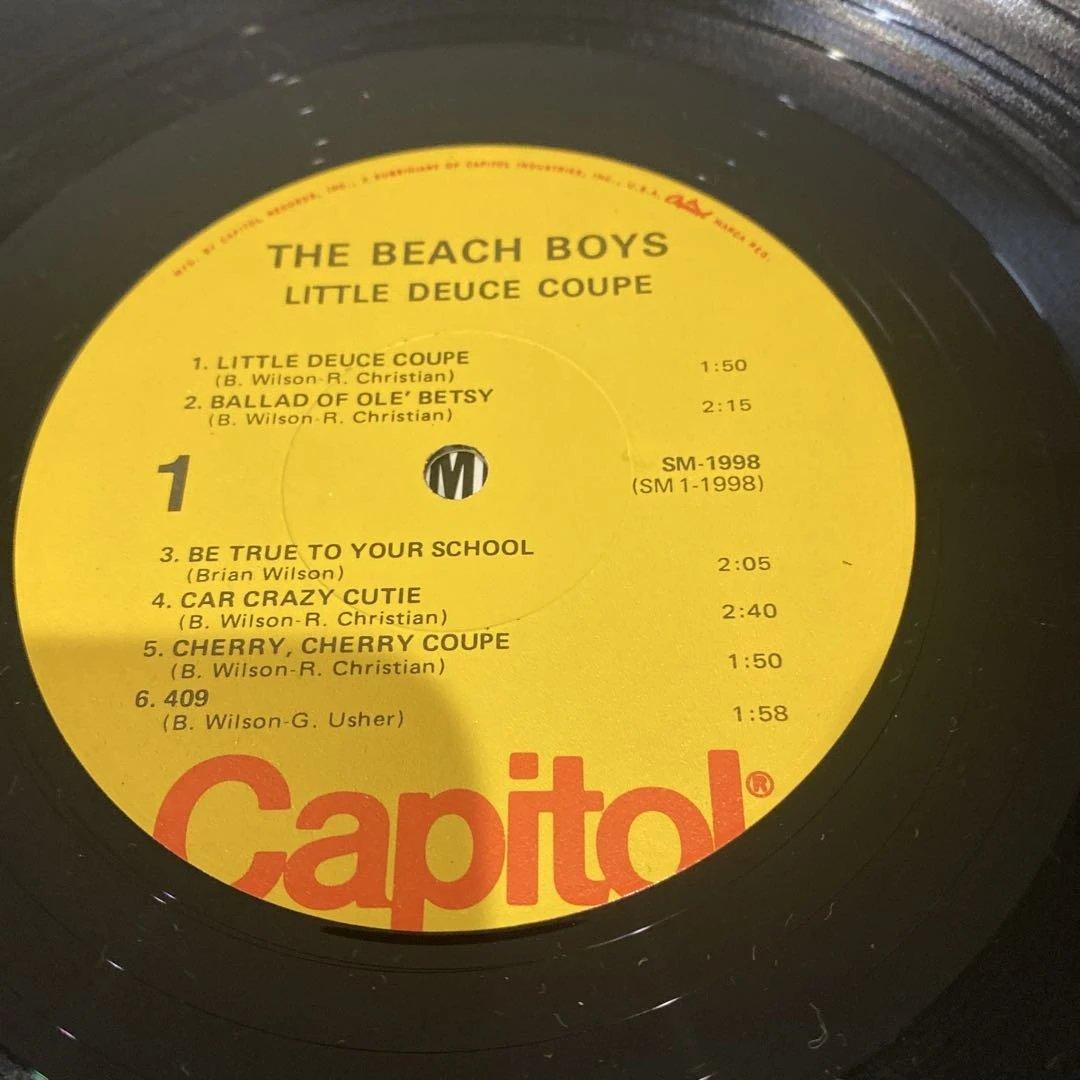 MFG. BY CAPITOL RECORDS, INC., A SUBSIDIARY OF CAPITOL INDUSTRIES, INC., U.S.A. Capitol MARCA REG.
THE BEACH BOYS
LITTLE DEUCE COUPE
1. LITTLE DEUCE COUPE 1:50
(B. Wilson-R. Christian)
2. BALLAD OF OLE' BETSY 2:15
(B. Wilson-R. Christian)
1
M
SM-1998
(SM 1-1998)
3. BE TRUE TO YOUR SCHOOL 2:05
(Brian Wilson)
4. CAR CRAZY CUTIE 2:40
(B. Wilson-R. Christian)
5. CHERRY, CHERRY COUPE 1:50
(B. Wilson-R. Christian)
6. 409 1:58
(B. Wilson-G. Usher)
Capitol®